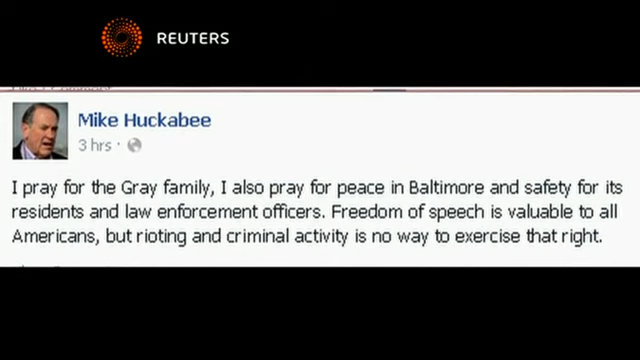 REUTERS
Mike Huckabee
3 hrs ·
I pray for the Gray family, I also pray for peace in Baltimore and safety for its
residents and law enforcement officers. Freedom of speech is valuable to all
Americans, but rioting and criminal activity is no way to exercise that right.